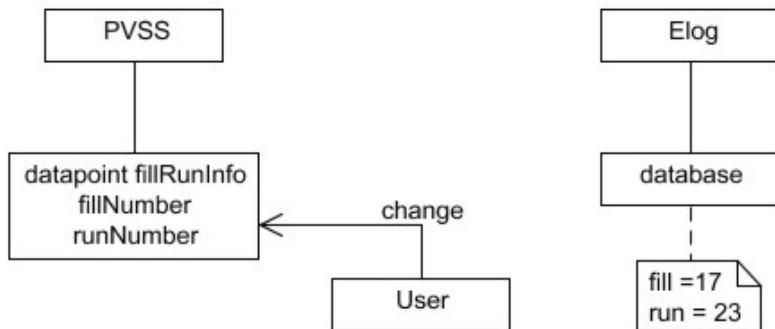 PVSS
Elog
datapoint fillRunInfo
fillNumber
runNumber
database
change
User
fill =17
run = 23